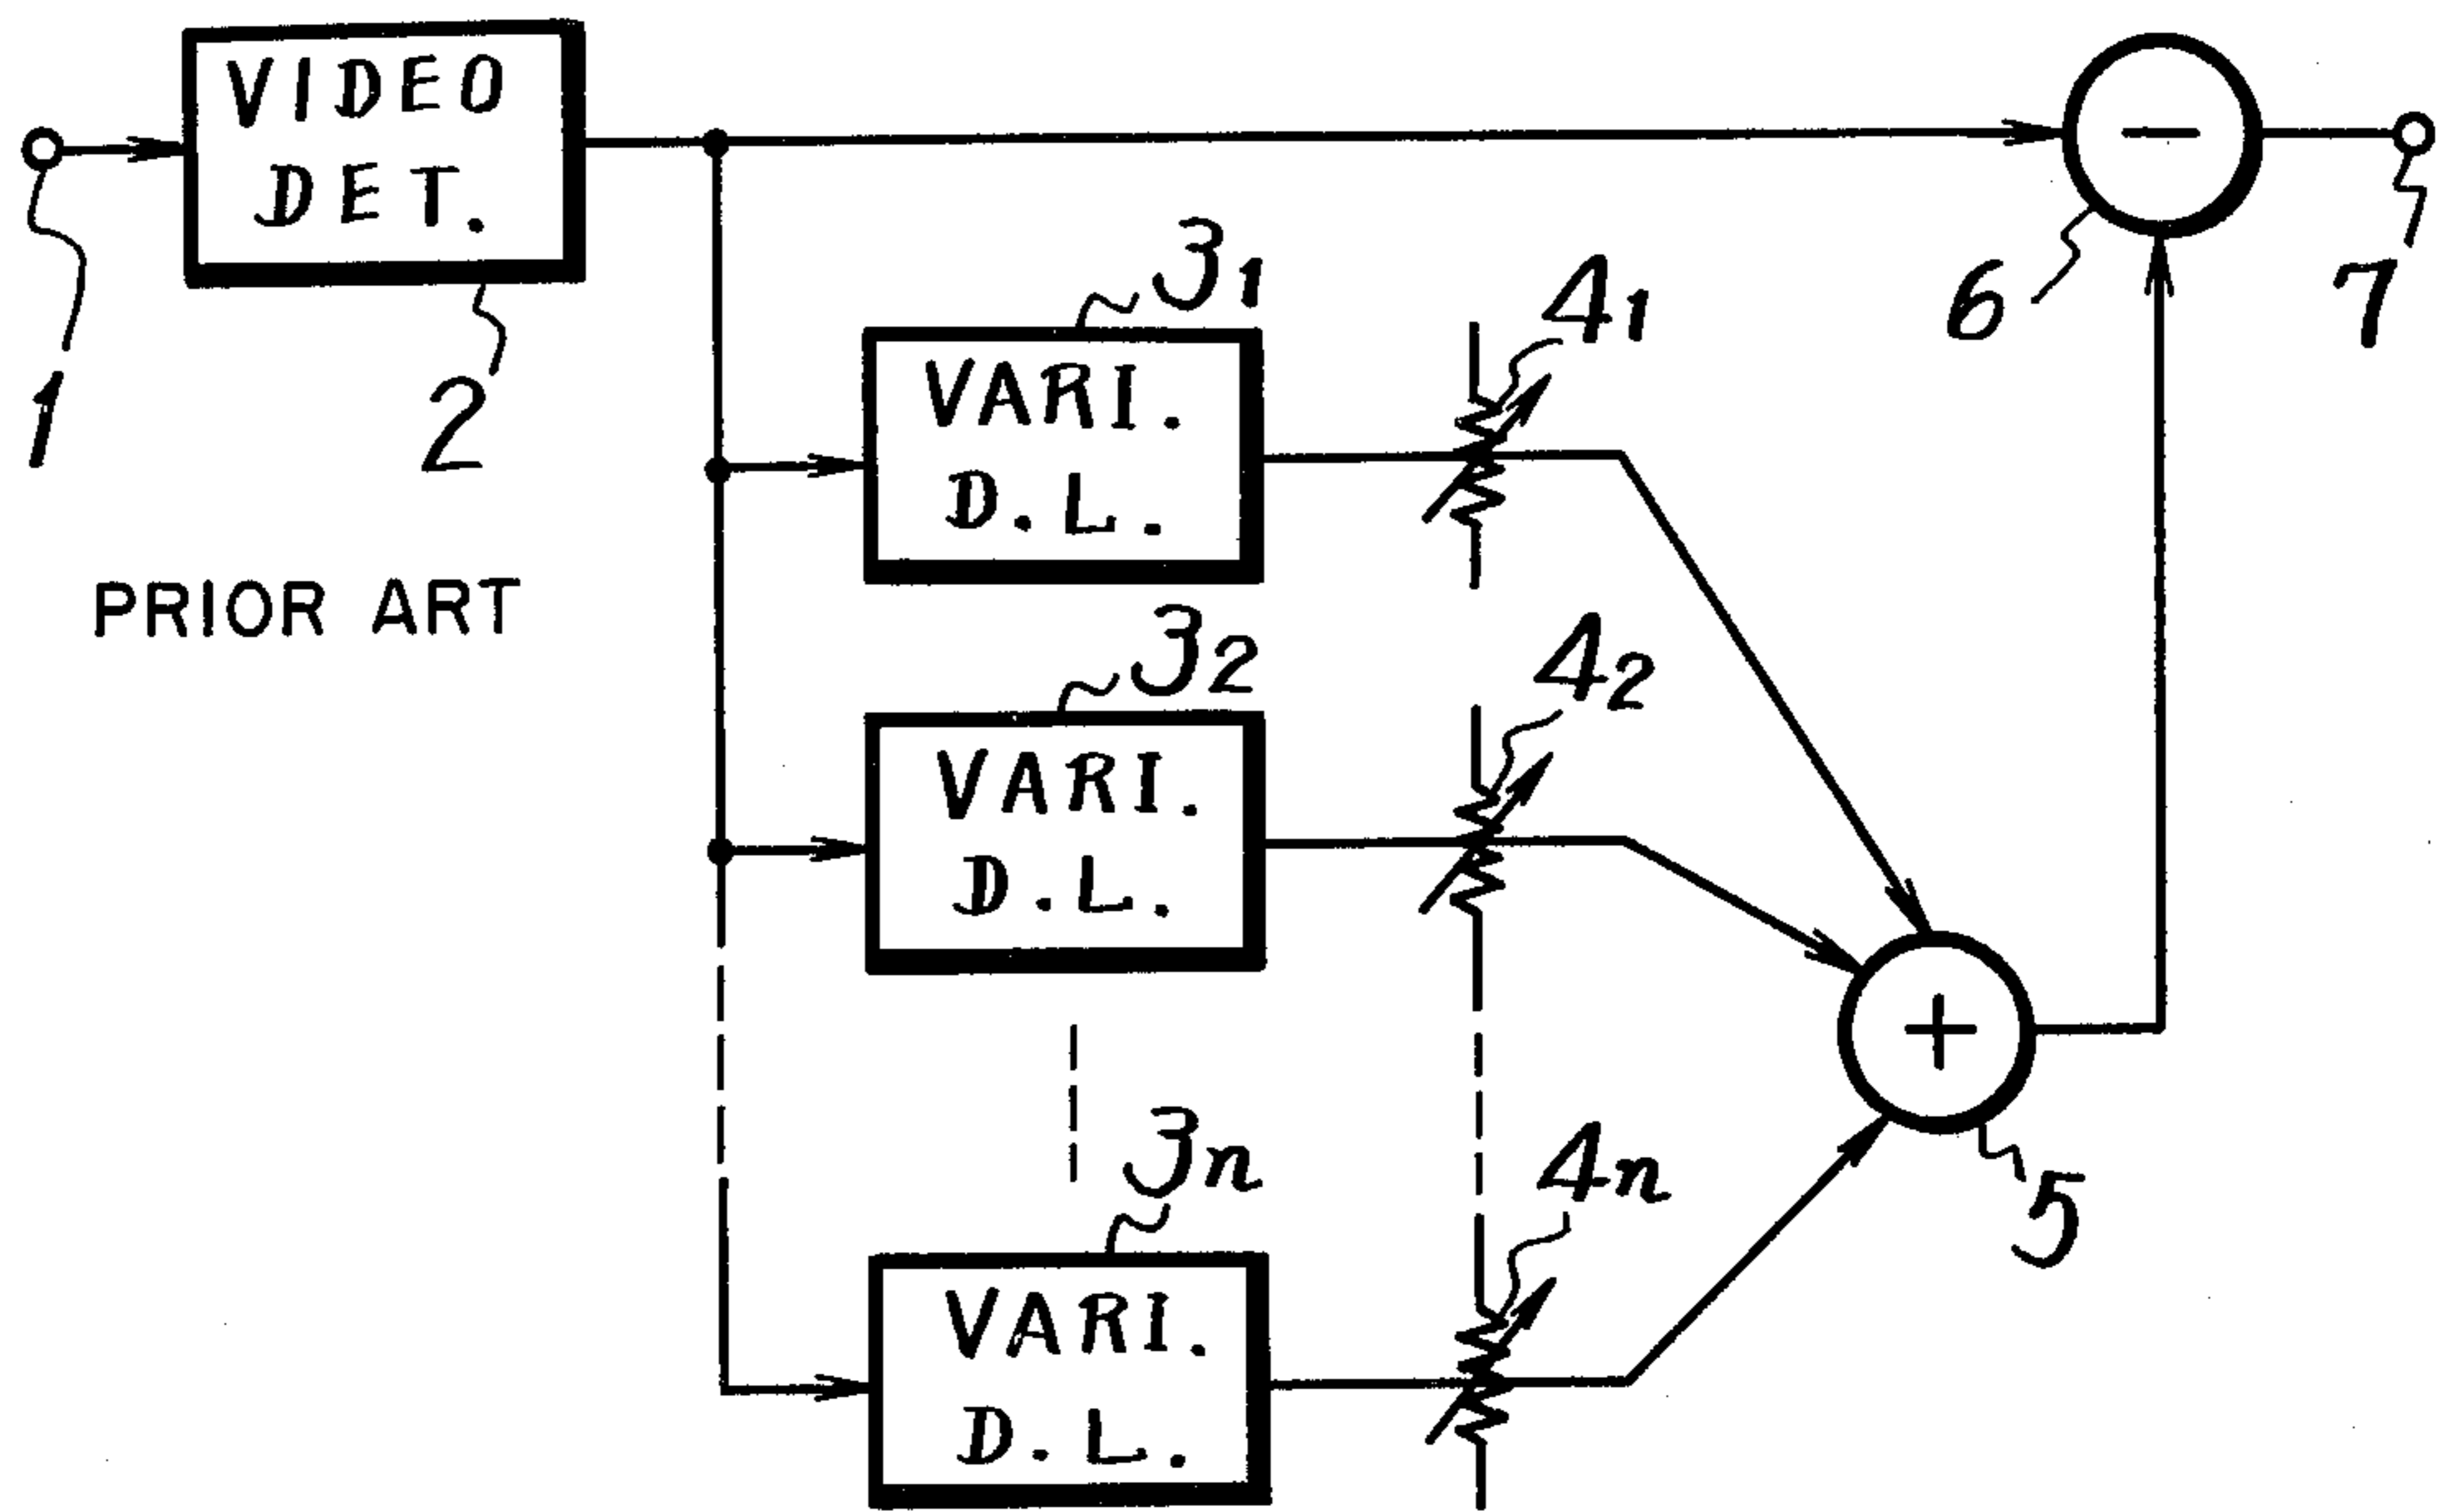 VIDEO
DET.
1
2
PRIOR ART
3₁
VARI.
D.L.
4₁
3₂
VARI.
D.L.
4₂
3n
VARI.
D.L.
4n
+
5
−
6
7